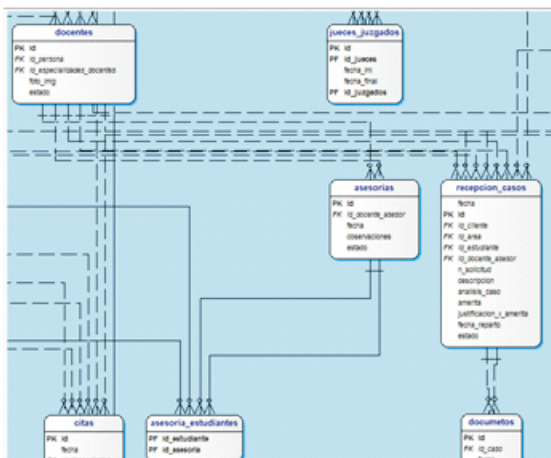 docentes
PK id
FK id_persona
FK id_especialidades_docentes
foto_img
estado
jueces_juzgados
PK id
PF id_jueces
fecha_ini
fecha_final
PF id_juzgados
asesorias
PK id
FK id_docente_asesor
fecha
observaciones
estado
recepcion_casos
fecha
PK id
FK id_cliente
FK id_area
FK id_estudiante
FK id_docente_asesor
n_solicitud
descripcion
analisis_caso
amerita
justificacion_x_amerita
fecha_reparto
estado
citas
PK id
fecha
asesoria_estudiantes
PF id_estudiante
PF id_asesoria
documetos
PK id
FK id_caso